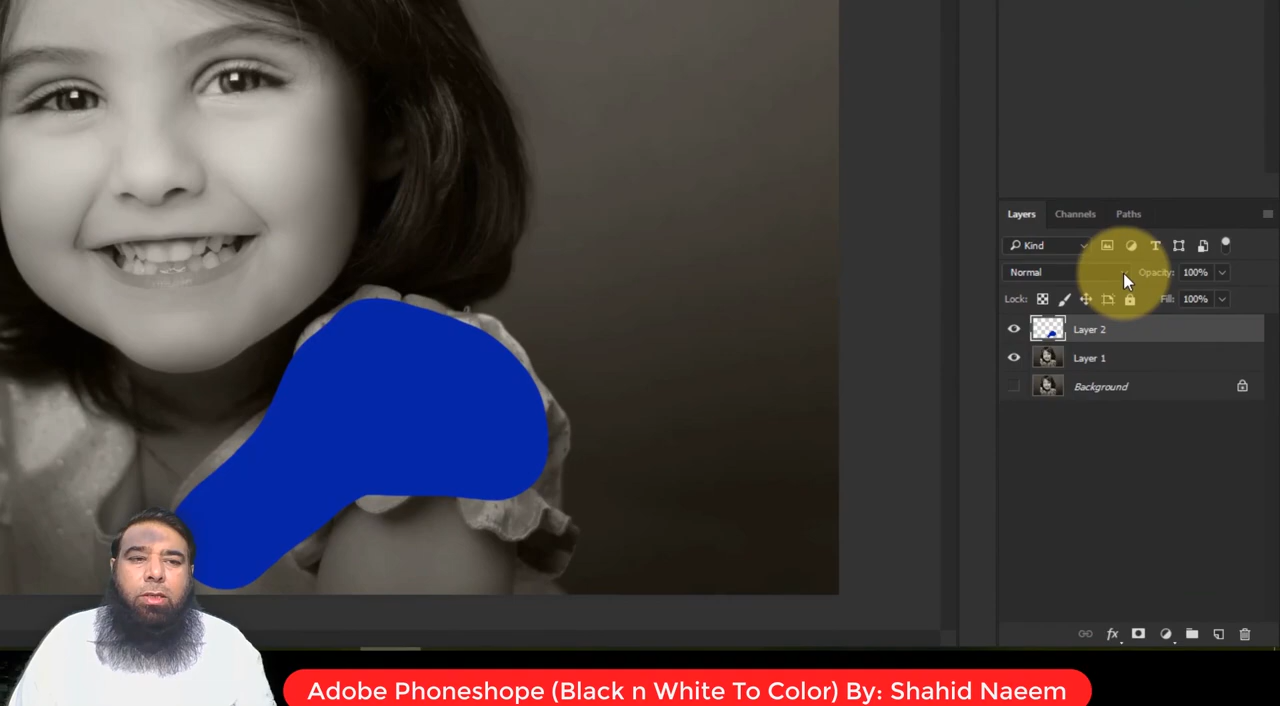 Layers Channels Paths
Kind
Normal Opacity: 100%
Lock: Fill: 100%
Layer 2
Layer 1
Background
fx
Adobe Phoneshope (Black n White To Color) By: Shahid Naeem